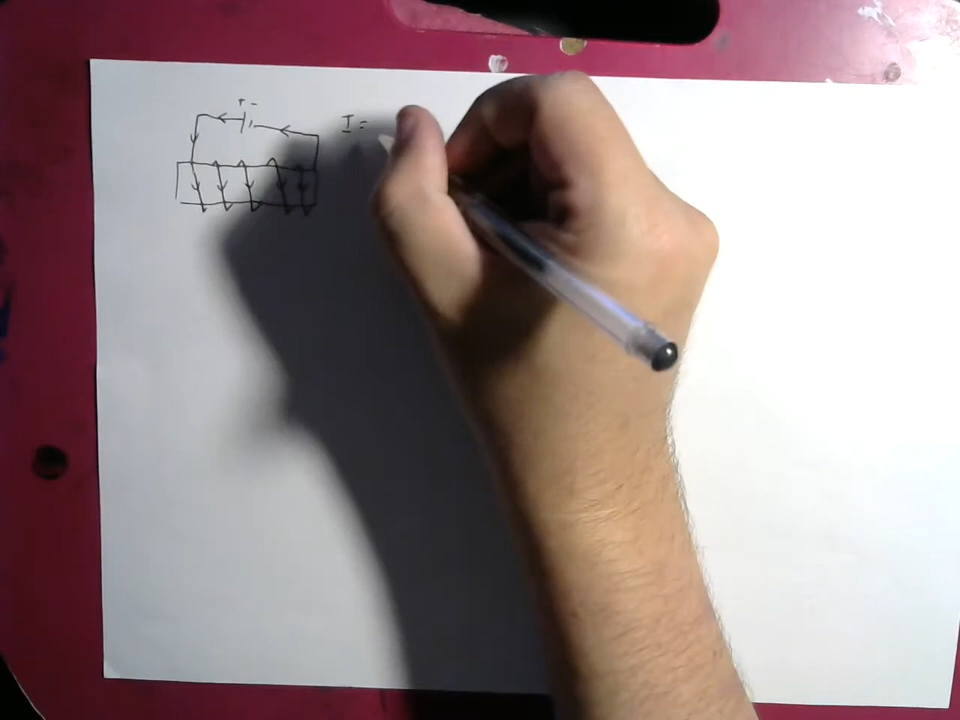 + -
I =